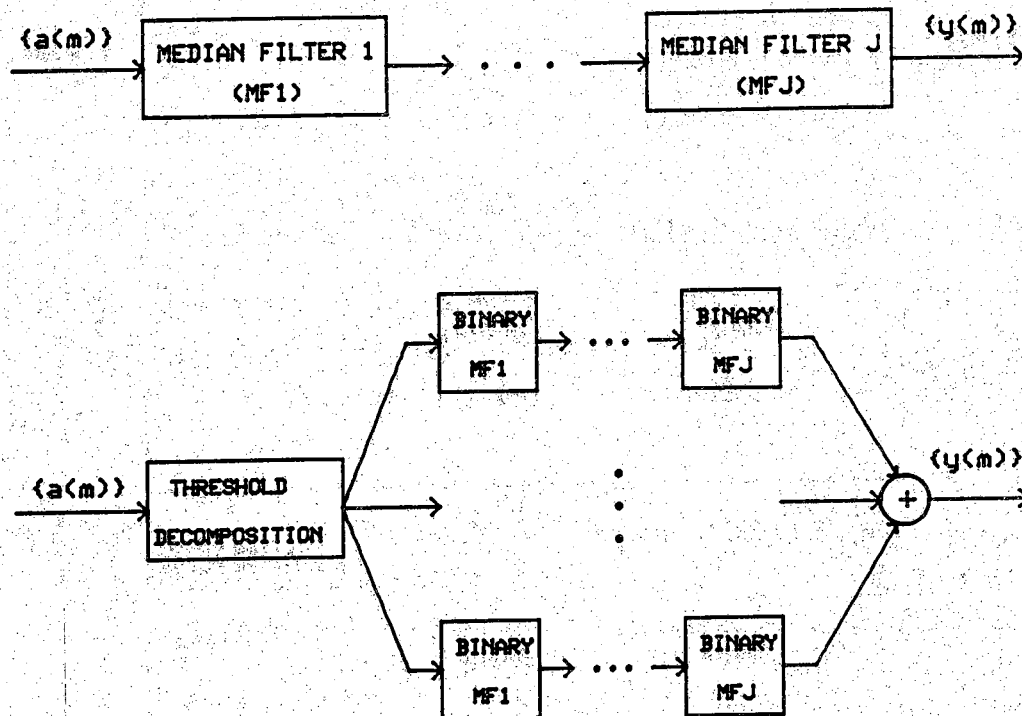 {a(m)}
MEDIAN FILTER 1
(MF1)
. . .
MEDIAN FILTER J
(MFJ)
{y(m)}
BINARY
MF1
...
BINARY
MFJ
{a(m)}
THRESHOLD
DECOMPOSITION
+
{y(m)}
BINARY
MF1
...
BINARY
MFJ